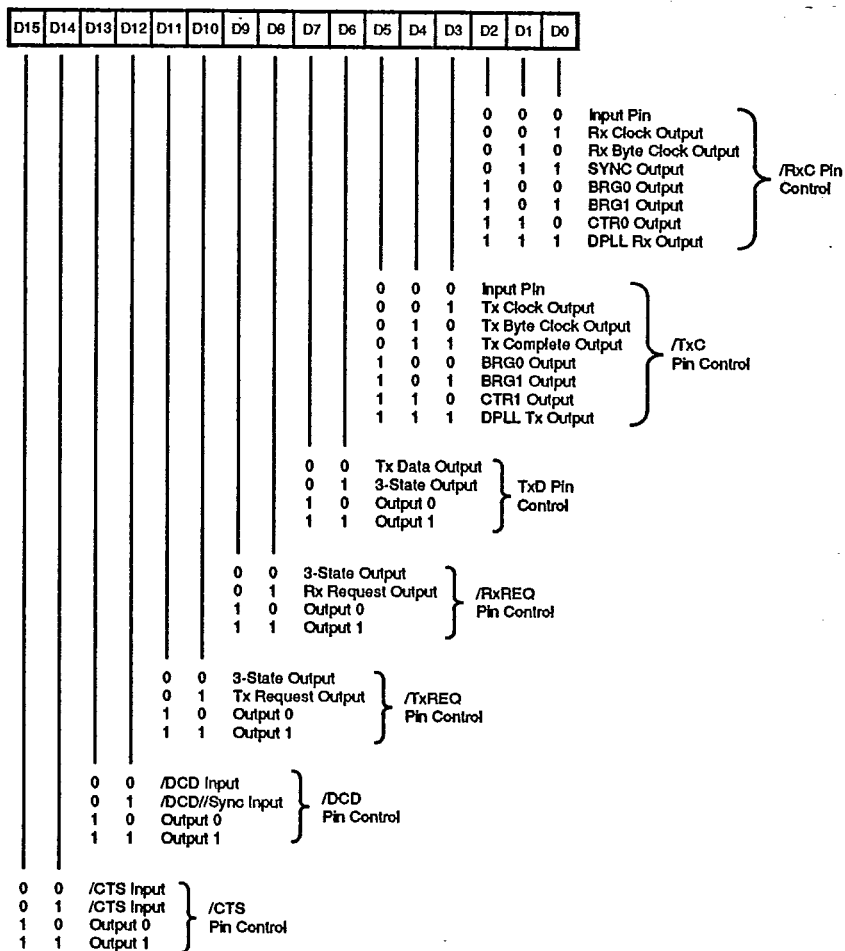 D15 D14 D13 D12 D11 D10 D9 D8 D7 D6 D5 D4 D3 D2 D1 D0
0 0 0 Input Pin
0 0 1 Rx Clock Output
0 1 0 Rx Byte Clock Output
0 1 1 SYNC Output
1 0 0 BRG0 Output
1 0 1 BRG1 Output
1 1 0 CTR0 Output
1 1 1 DPLL Rx Output
/RxC Pin
Control
0 0 0 Input Pin
0 0 1 Tx Clock Output
0 1 0 Tx Byte Clock Output
0 1 1 Tx Complete Output
1 0 0 BRG0 Output
1 0 1 BRG1 Output
1 1 0 CTR1 Output
1 1 1 DPLL Tx Output
/TxC
Pin Control
0 0 Tx Data Output
0 1 3-State Output
1 0 Output 0
1 1 Output 1
TxD Pin
Control
0 0 3-State Output
0 1 Rx Request Output
1 0 Output 0
1 1 Output 1
/RxREQ
Pin Control
0 0 3-State Output
0 1 Tx Request Output
1 0 Output 0
1 1 Output 1
/TxREQ
Pin Control
0 0 /DCD Input
0 1 /DCD//Sync Input
1 0 Output 0
1 1 Output 1
/DCD
Pin Control
0 0 /CTS Input
0 1 /CTS Input
1 0 Output 0
1 1 Output 1
/CTS
Pin Control